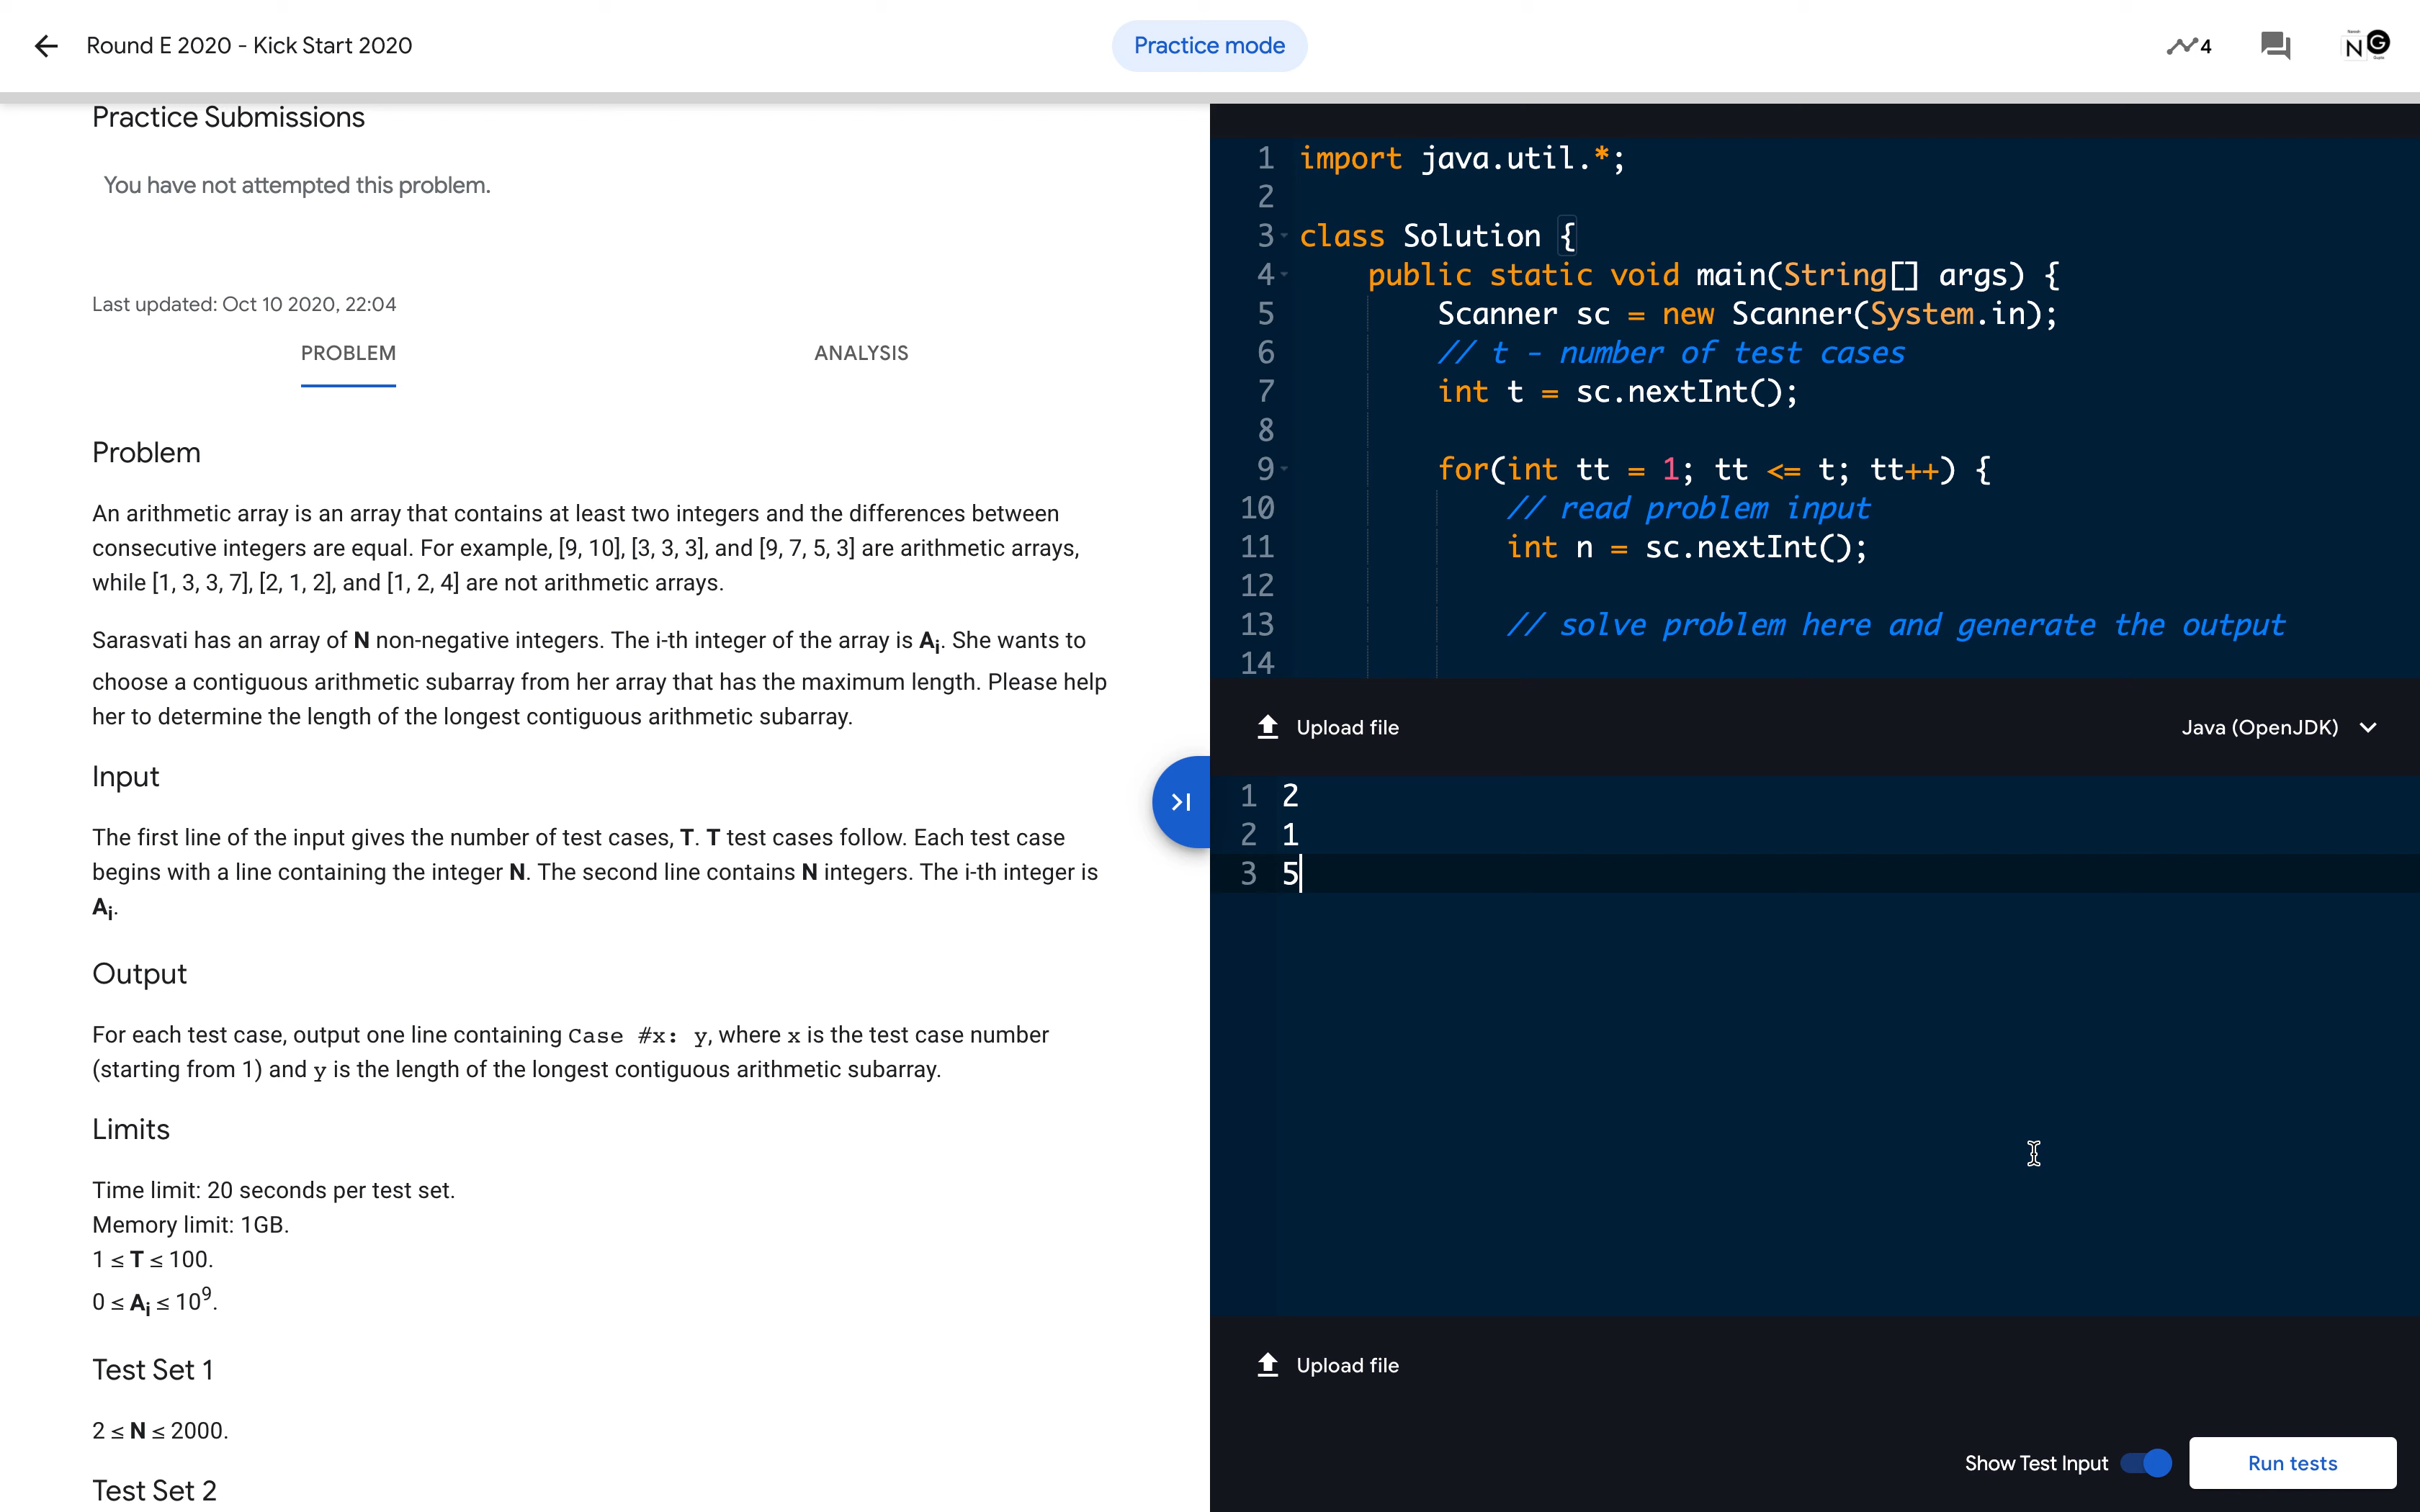 Round E 2020 - Kick Start 2020
Practice mode
4
N G
Practice Submissions
You have not attempted this problem.
Last updated: Oct 10 2020, 22:04
PROBLEM
ANALYSIS
Problem
An arithmetic array is an array that contains at least two integers and the differences between
consecutive integers are equal. For example, [9, 10], [3, 3, 3], and [9, 7, 5, 3] are arithmetic arrays,
while [1, 3, 3, 7], [2, 1, 2], and [1, 2, 4] are not arithmetic arrays.
Sarasvati has an array of N non-negative integers. The i-th integer of the array is Ai. She wants to
choose a contiguous arithmetic subarray from her array that has the maximum length. Please help
her to determine the length of the longest contiguous arithmetic subarray.
Input
The first line of the input gives the number of test cases, T. T test cases follow. Each test case
begins with a line containing the integer N. The second line contains N integers. The i-th integer is
Ai.
Output
For each test case, output one line containing Case #x: y, where x is the test case number
(starting from 1) and y is the length of the longest contiguous arithmetic subarray.
Limits
Time limit: 20 seconds per test set.
Memory limit: 1GB.
1 ≤ T ≤ 100.
0 ≤ Ai ≤ 10⁹.
Test Set 1
2 ≤ N ≤ 2000.
Test Set 2
1 import java.util.*;
2
3 class Solution {
4 public static void main(String[] args) {
5 Scanner sc = new Scanner(System.in);
6 // t - number of test cases
7 int t = sc.nextInt();
8
9 for(int tt = 1; tt <= t; tt++) {
10 // read problem input
11 int n = sc.nextInt();
12
13 // solve problem here and generate the output
14
Upload file
Java (OpenJDK)
1 2
2 1
3 5
Upload file
Show Test Input
Run tests